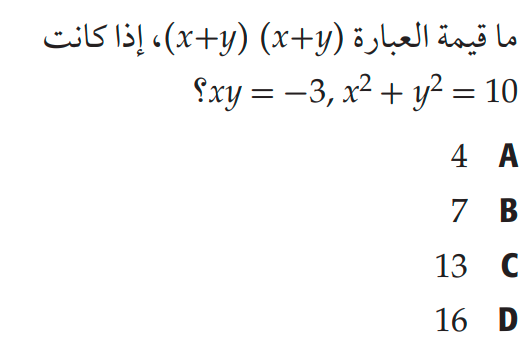 ما قيمة العبارة (x+y) (x+y)، إذا كانت
xy = −3, x² + y² = 10؟
A 4
B 7
C 13
D 16